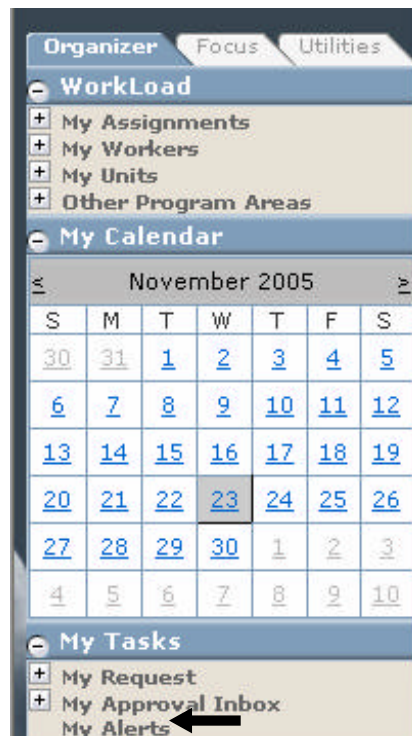 Organizer Focus Utilities
WorkLoad
My Assignments
My Workers
My Units
Other Program Areas
My Calendar
< November 2005 >
S M T W T F S
30 31 1 2 3 4 5
6 7 8 9 10 11 12
13 14 15 16 17 18 19
20 21 22 23 24 25 26
27 28 29 30 1 2 3
4 5 6 7 8 9 10
My Tasks
My Request
My Approval Inbox
My Alerts